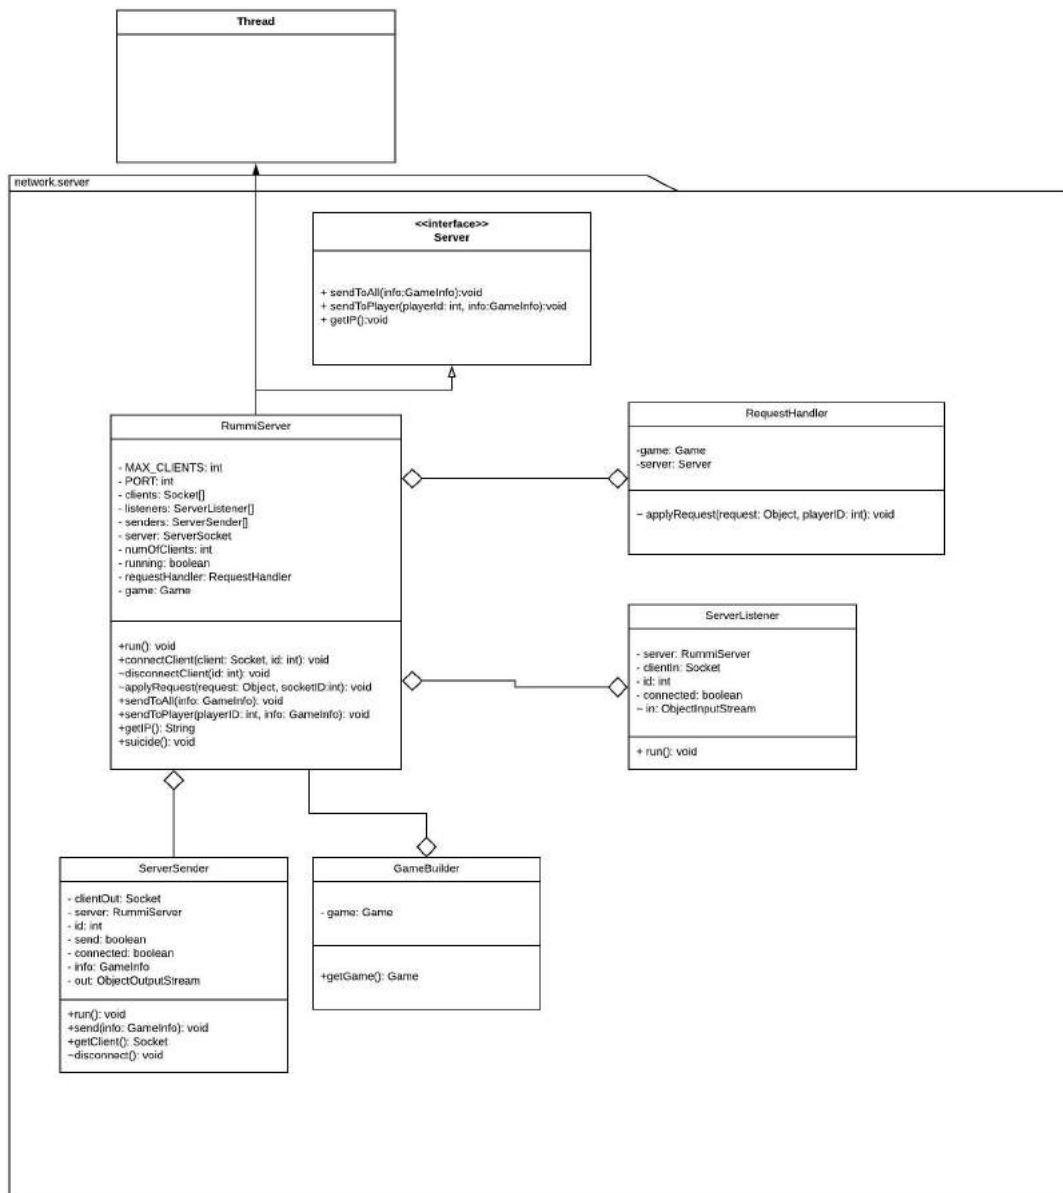 Thread
network.server
<<interface>>
Server
+ sendToAll(info:GameInfo):void
+ sendToPlayer(playerId: int, info:GameInfo):void
+ getIP():void
RummiServer
- MAX_CLIENTS: int
- PORT: int
- clients: Socket[]
- listeners: ServerListener[]
- senders: ServerSender[]
- server: ServerSocket
- numOfClients: int
- running: boolean
- requestHandler: RequestHandler
- game: Game
+run(): void
+connectClient(client: Socket, id: int): void
~disconnectClient(id: int): void
~applyRequest(request: Object, socketID:int): void
+sendToAll(info: GameInfo): void
+sendToPlayer(playerID: int, info: GameInfo): void
+getIP(): String
+suicide(): void
RequestHandler
-game: Game
-server: Server
~ applyRequest(request: Object, playerID: int): void
ServerListener
- server: RummiServer
- clientIn: Socket
- id: int
- connected: boolean
~ in: ObjectInputStream
+ run(): void
ServerSender
- clientOut: Socket
- server: RummiServer
- id: int
- send: boolean
- connected: boolean
- info: GameInfo
- out: ObjectOutputStream
+run(): void
+send(info: GameInfo): void
+getClient(): Socket
~disconnect(): void
GameBuilder
- game: Game
+getGame(): Game